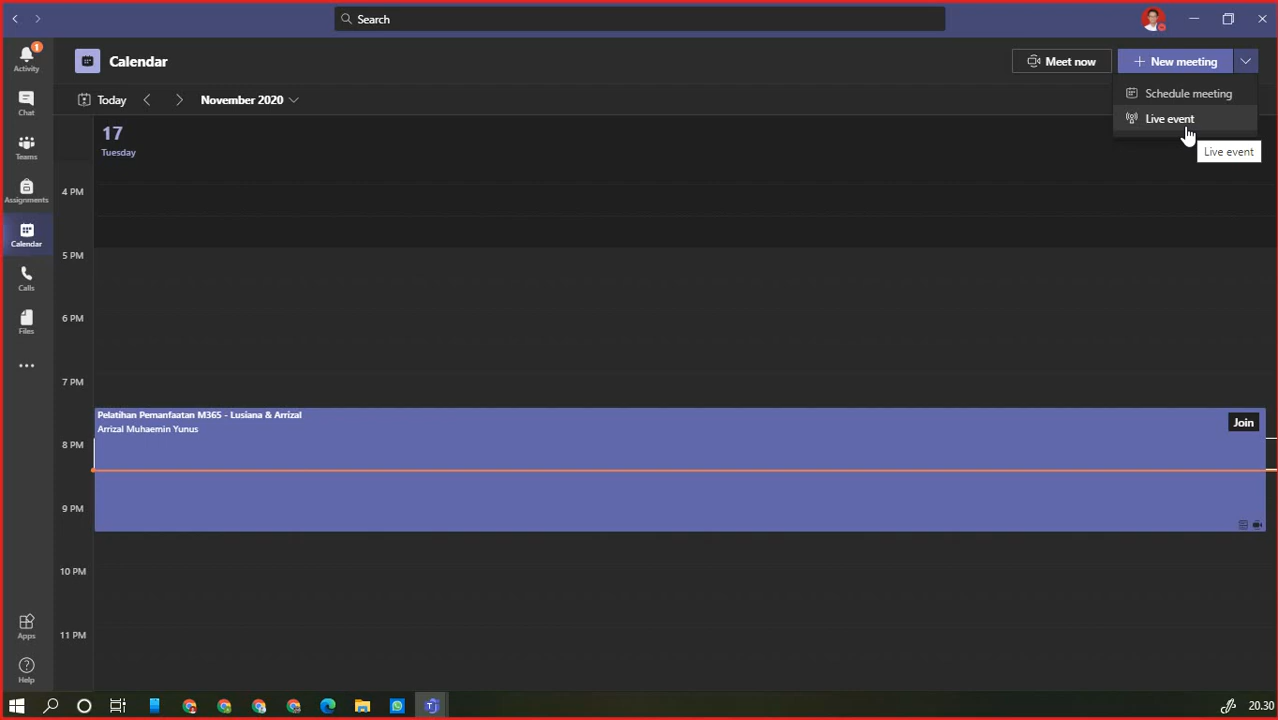 Search
1
Activity
Chat
Teams
Assignments
Calendar
Calls
Files
Apps
Help
Calendar
Meet now
New meeting
Schedule meeting
Live event
Live event
Today
November 2020
17
Tuesday
4 PM
5 PM
6 PM
7 PM
Pelatihan Pemanfaatan M365 - Lusiana & Arrizal
Arrizal Muhaemin Yunus
Join
8 PM
9 PM
10 PM
11 PM
20.30